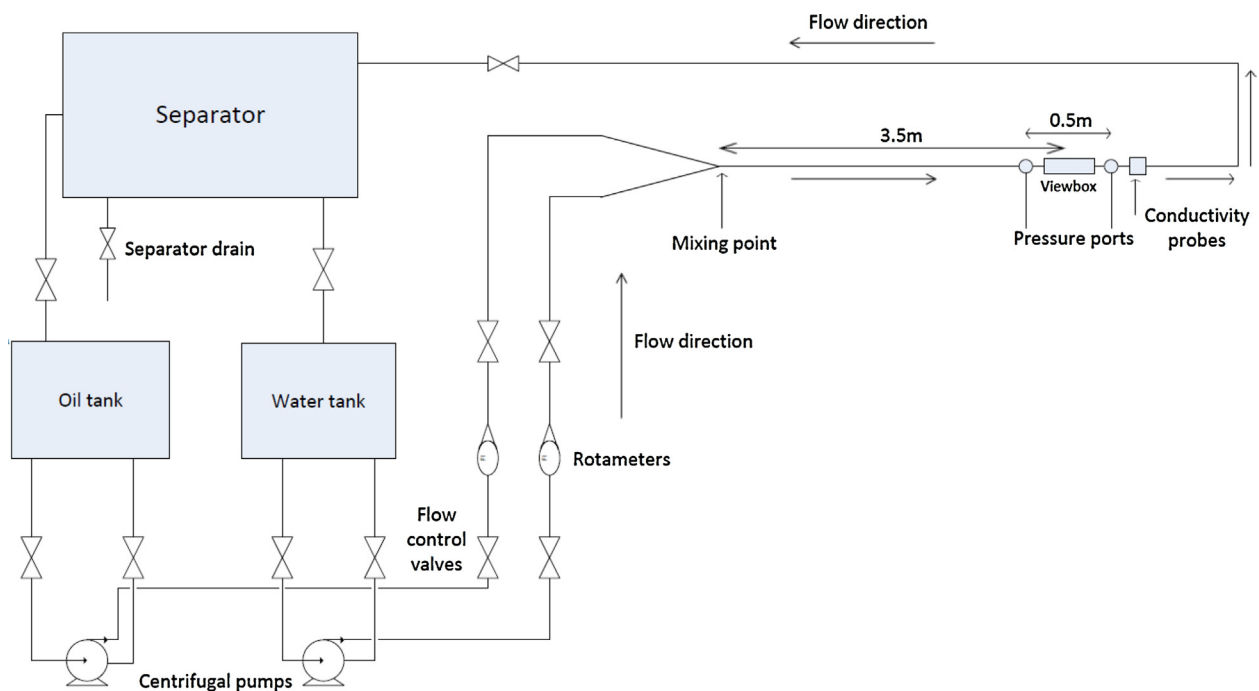 Flow direction
Separator
0.5m
3.5m
Viewbox
Separator drain
Mixing point
Pressure ports
Conductivity
probes
Flow direction
Oil tank
Water tank
Rotameters
Flow
control
valves
Centrifugal pumps